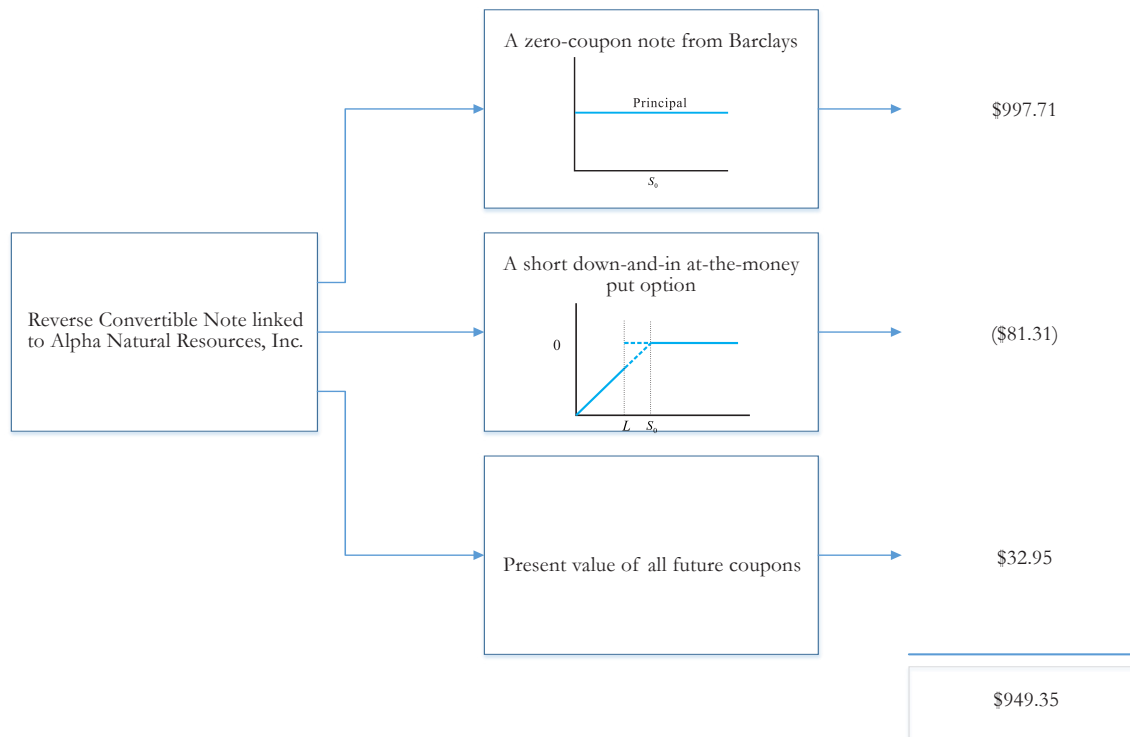 A zero-coupon note from Barclays
Principal
S0
$997.71
Reverse Convertible Note linked
to Alpha Natural Resources, Inc.
A short down-and-in at-the-money
put option
0
L S0
($81.31)
Present value of all future coupons
$32.95
$949.35